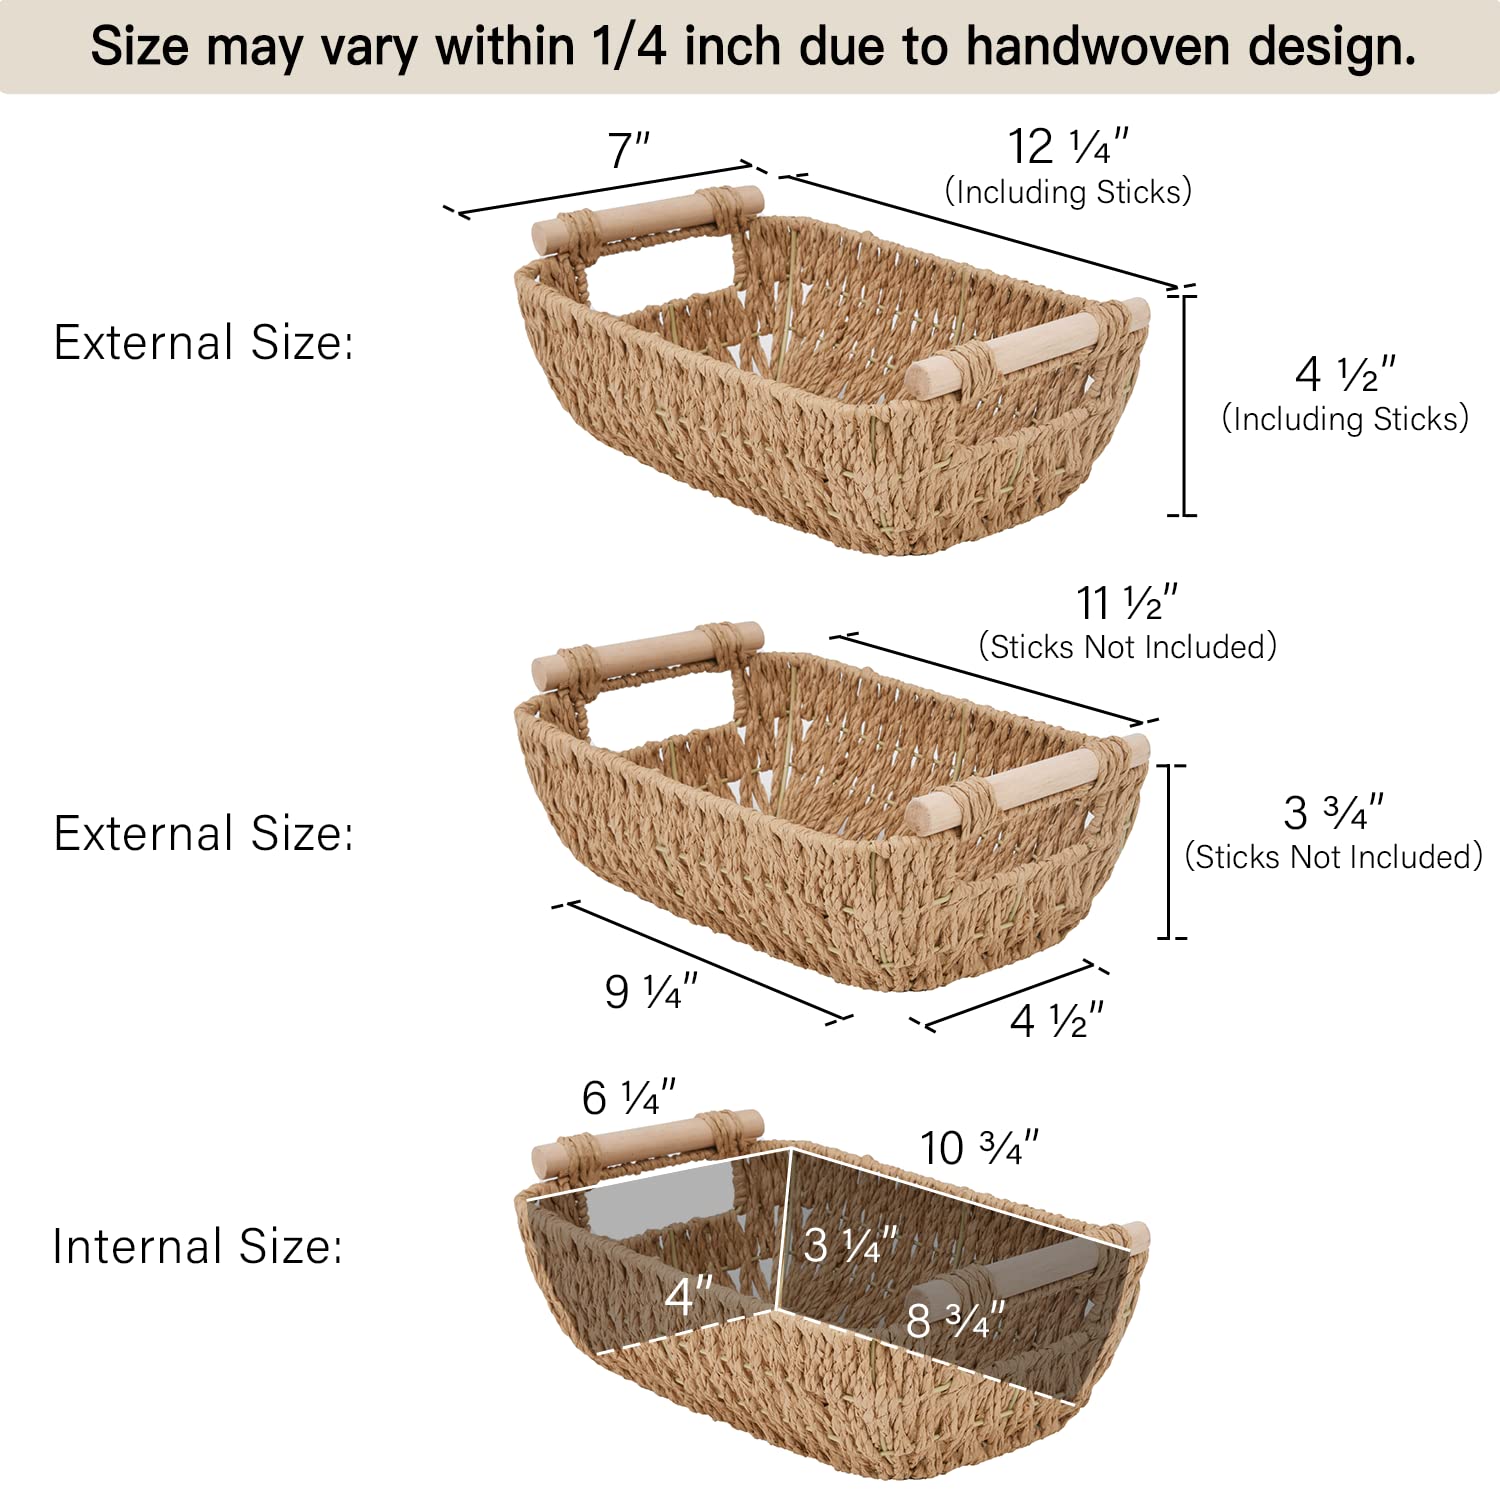 Size may vary within 1/4 inch due to handwoven design.
7"
12 ¼"
(Including Sticks)
External Size:
4 ½"
(Including Sticks)
11 ½"
(Sticks Not Included)
External Size:
3 ¾"
(Sticks Not Included)
9 ¼"
4 ½"
6 ¼"
10 ¾"
Internal Size:
3 ¼"
4"
8 ¾"